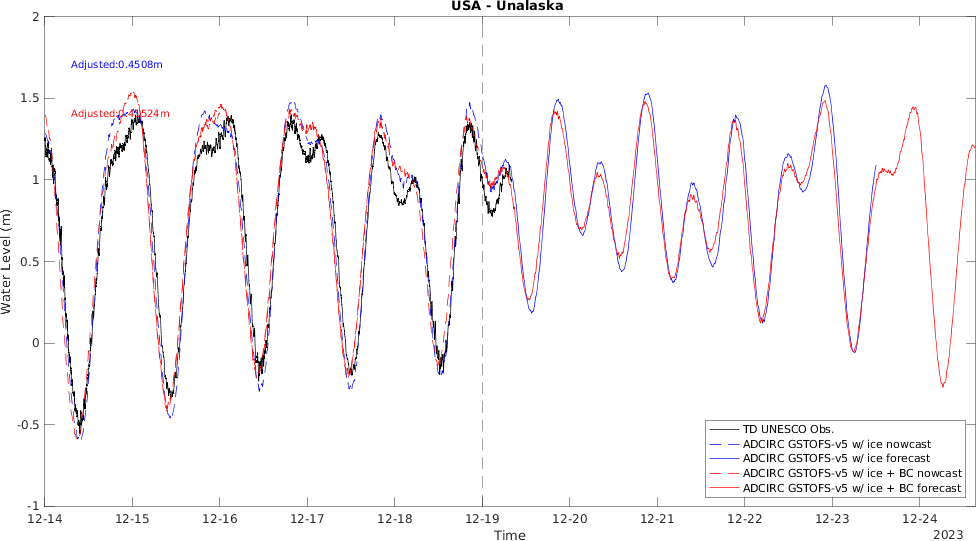 USA - Unalaska
2
1.5
1
0.5
0
-0.5
-1
Water Level (m)
Adjusted:0.4508m
12-14
12-15
12-16
12-17
12-18
12-19
12-20
12-21
12-22
12-23
12-24
Time
2023
TD UNESCO Obs.
ADCIRC GSTOFS-v5 w/ ice nowcast
ADCIRC GSTOFS-v5 w/ ice forecast
ADCIRC GSTOFS-v5 w/ ice + BC nowcast
ADCIRC GSTOFS-v5 w/ ice + BC forecast